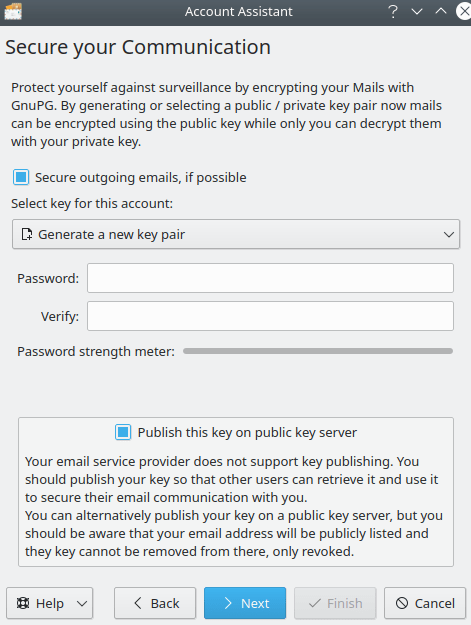 Account Assistant
Secure your Communication
Protect yourself against surveillance by encrypting your Mails with
GnuPG. By generating or selecting a public / private key pair now mails
can be encrypted using the public key while only you can decrypt them
with your private key.
Secure outgoing emails, if possible
Select key for this account:
Generate a new key pair
Password:
Verify:
Password strength meter:
Publish this key on public key server
Your email service provider does not support key publishing. You
should publish your key so that other users can retrieve it and use it
to secure their email communication with you.
You can alternatively publish your key on a public key server, but you
should be aware that your email address will be publicly listed and
they key cannot be removed from there, only revoked.
Help Back Next Finish Cancel